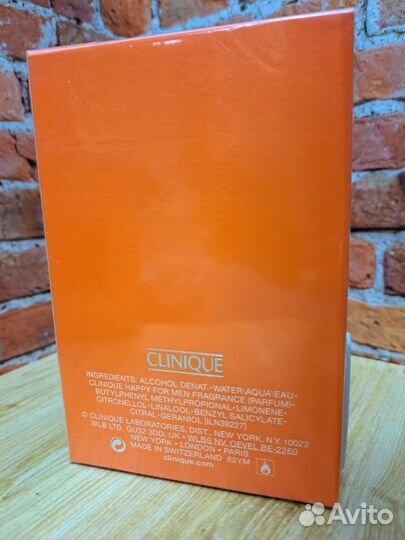 CLINIQUE
INGREDIENTS: ALCOHOL DENAT.•WATER\AQUA\EAU•
CLINIQUE HAPPY FOR MEN FRAGRANCE (PARFUM)•
BUTYLPHENYL METHYLPROPIONAL•LIMONENE•
CITRONELLOL•LINALOOL•BENZYL SALICYLATE•
CITRAL•GERANIOL [ILN39227]
© CLINIQUE LABORATORIES, DIST. NEW YORK, N.Y. 10022
WLB LTD, GU32 3DD, UK • WLBS.NV. OEVEL BE-2260
NEW YORK • LONDON • PARIS
MADE IN SWITZERLAND 62YM
clinique.com
Avito